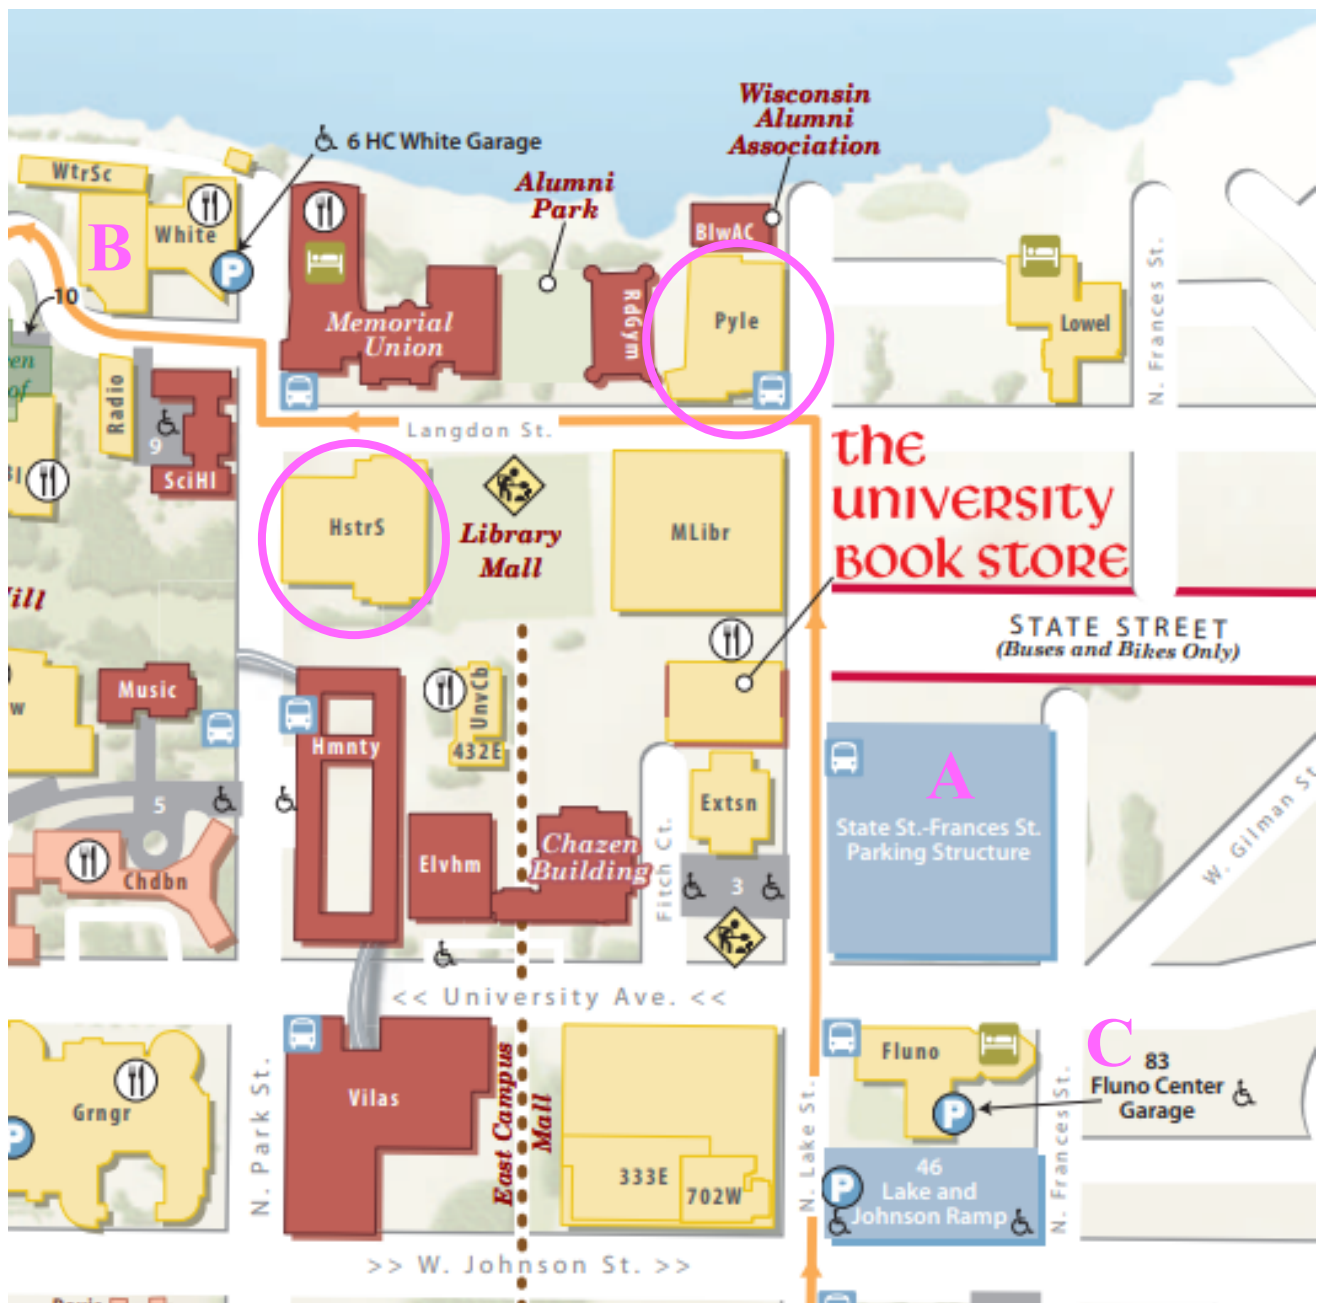 Wisconsin
Alumni
Association
6 HC White Garage
WtrSc
Alumni
Park
White
B
P
BlwAC
10
Memorial
Union
RdGym
Pyle
Lowel
N. Frances St.
een
of
Radio
9
SciHl
Langdon St.
the
University
Book Store
HstrS
Library
Mall
MLibr
ill
STATE STREET
(Buses and Bikes Only)
Music
w
Hmnty
UnvCb
432E
A
State St.-Frances St.
Parking Structure
5
Extsn
Elvhm
Chazen
Building
Fitch Ct.
3
Chdbn
W. Gilman St.
<< University Ave. <<
C
Fluno
83
Fluno Center
Garage
P
Vilas
Grngr
P
N. Park St.
East Campus
Mall
N. Lake St.
N. Frances St.
333E
702W
46
Lake and
Johnson Ramp
P
>> W. Johnson St. >>